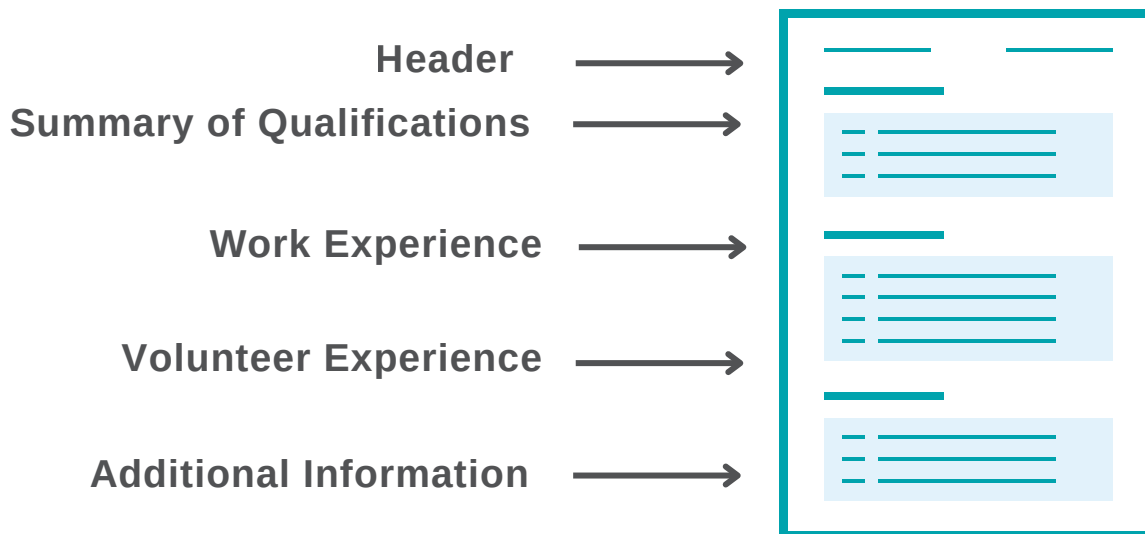 Header
Summary of Qualifications
Work Experience
Volunteer Experience
Additional Information